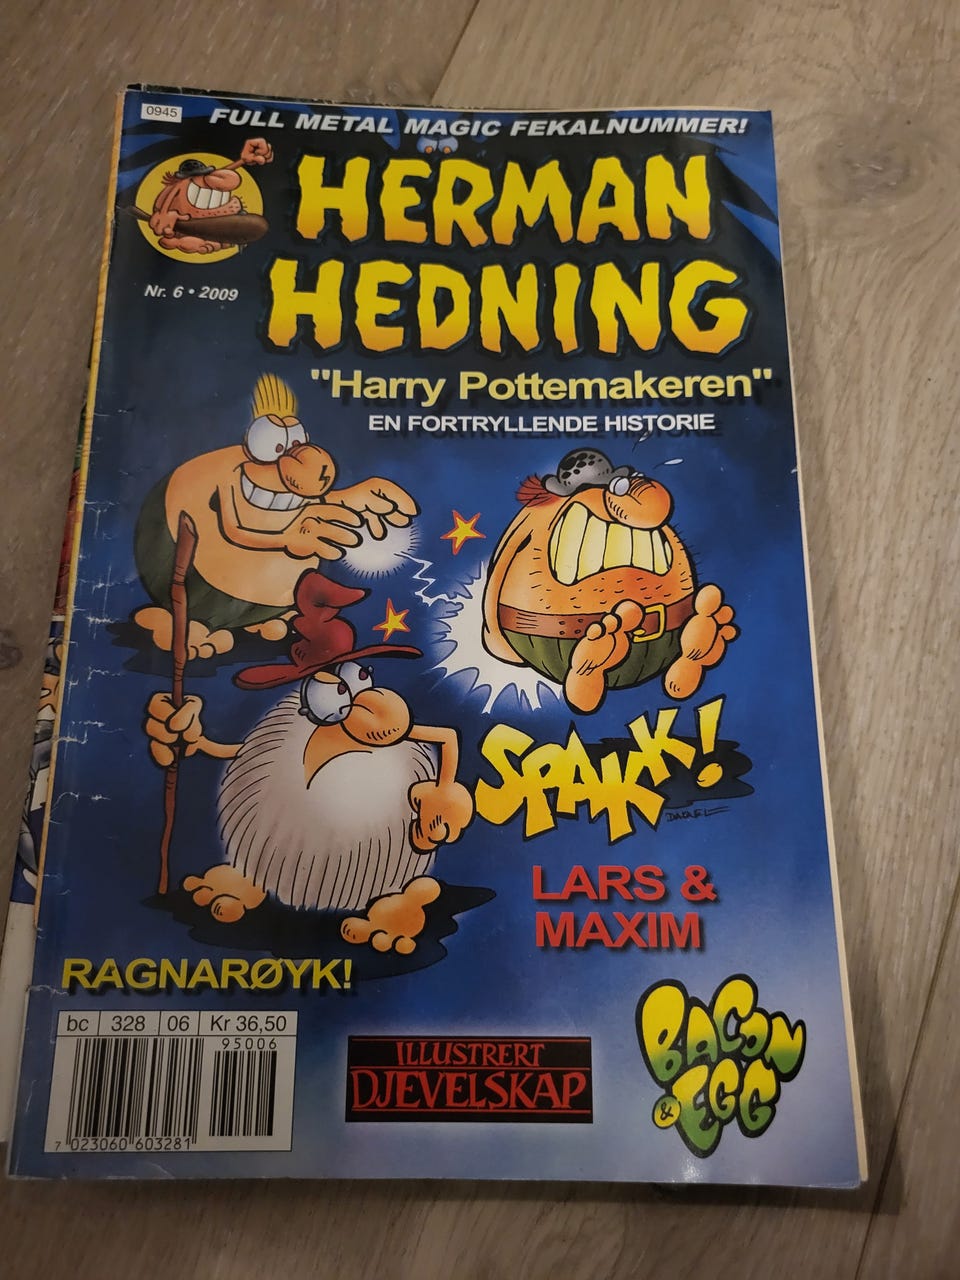 0945
FULL METAL MAGIC FEKALNUMMER!
HERMAN
HEDNING
Nr. 6 • 2009
"Harry Pottemakeren"
EN FORTRYLLENDE HISTORIE
SPAKK!
LARS &
MAXIM
RAGNARØYK!
bc 328 06 Kr 36,50
95006
7 023060 603281
ILLUSTRERT
DJEVELSKAP
BACON
& EGG